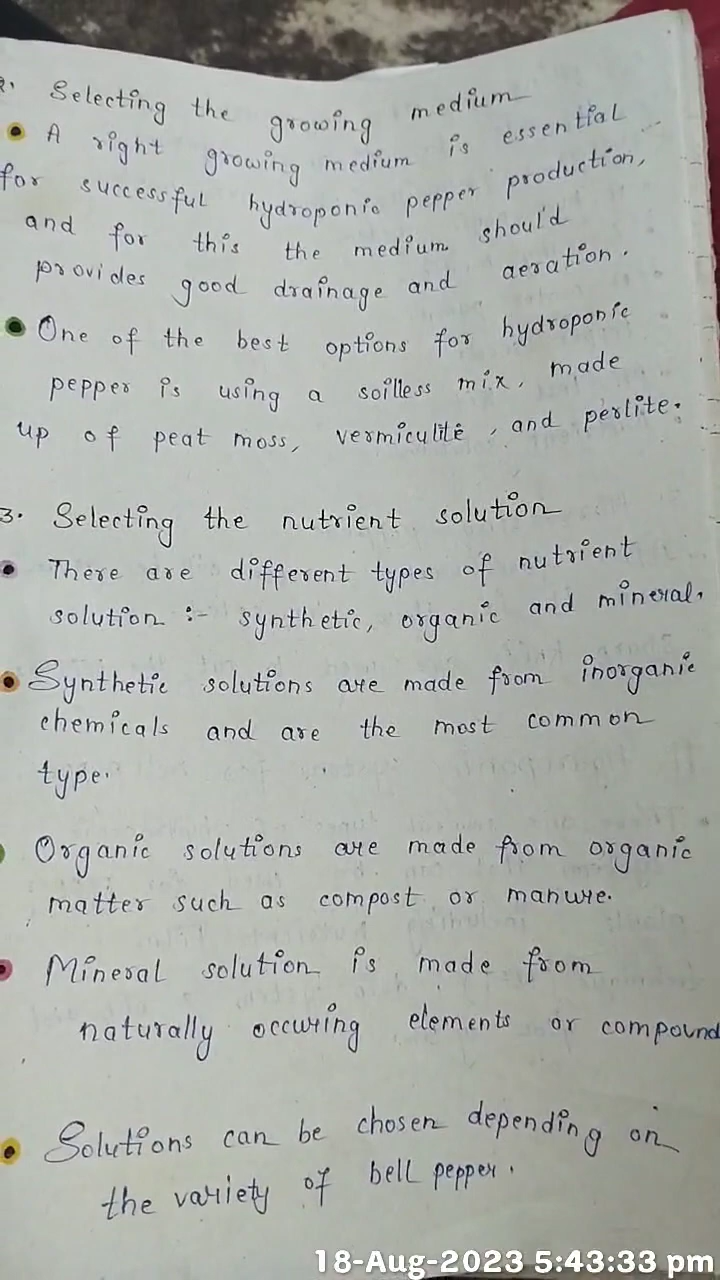 2. Selecting the growing medium
• A right growing medium is essential
for successful hydroponic pepper production,
and for this the medium should
provides good drainage and aeration.
• One of the best options for hydroponic
pepper is using a soilless mix, made
up of peat moss, vermiculite, and perlite.
3. Selecting the nutrient solution
• There are different types of nutrient
solution :- synthetic, organic and mineral.
• Synthetic solutions are made from inorganic
chemicals and are the most common
type.
• Organic solutions are made from organic
matter such as compost or manure.
• Mineral solution is made from
naturally occuring elements or compound
• Solutions can be chosen depending on
the variety of bell pepper.
18-Aug-2023 5:43:33 pm